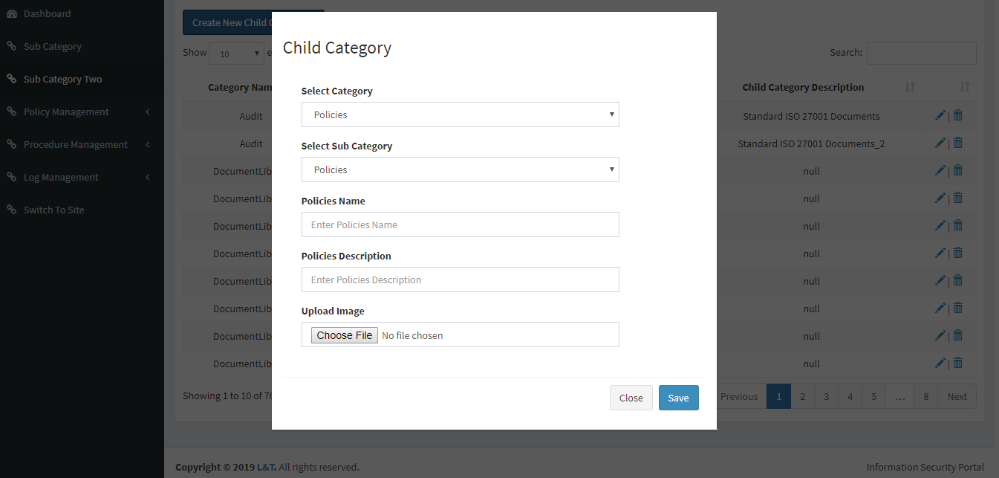 Dashboard
Sub Category
Sub Category Two
Policy Management
Procedure Management
Log Management
Switch To Site
Create New Child
Show 10
Search:
Category Nam
Child Category Description
Audit
Standard ISO 27001 Documents
Audit
Standard ISO 27001 Documents_2
DocumentLib
null
DocumentLib
null
DocumentLib
null
DocumentLib
null
DocumentLib
null
DocumentLib
null
DocumentLib
null
DocumentLib
null
Showing 1 to 10 of 76
Previous 1 2 3 4 5 … 8 Next
Child Category
Select Category
Policies
Select Sub Category
Policies
Policies Name
Enter Policies Name
Policies Description
Enter Policies Description
Upload Image
Choose File No file chosen
Close Save
Copyright © 2019 L&T. All rights reserved.
Information Security Portal